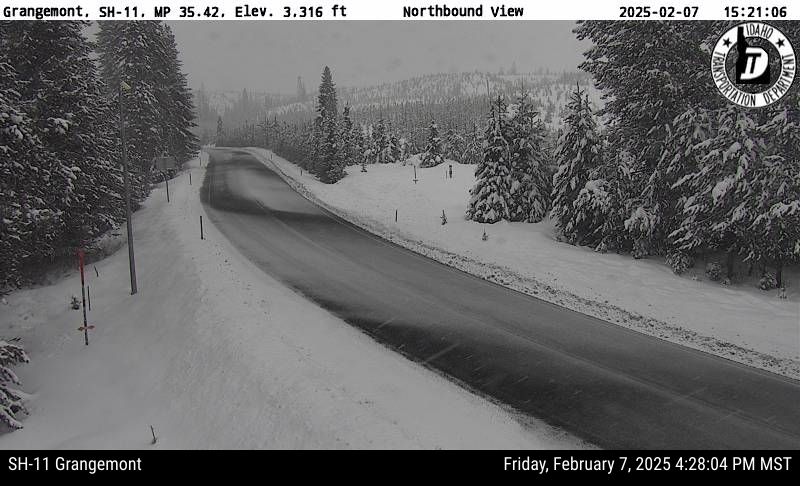 Grangemont, SH-11, MP 35.42, Elev. 3,316 ft Northbound View 2025-02-07 15:21:06
IDAHO
TRANSPORTATION DEPARTMENT
SH-11 Grangemont Friday, February 7, 2025 4:28:04 PM MST